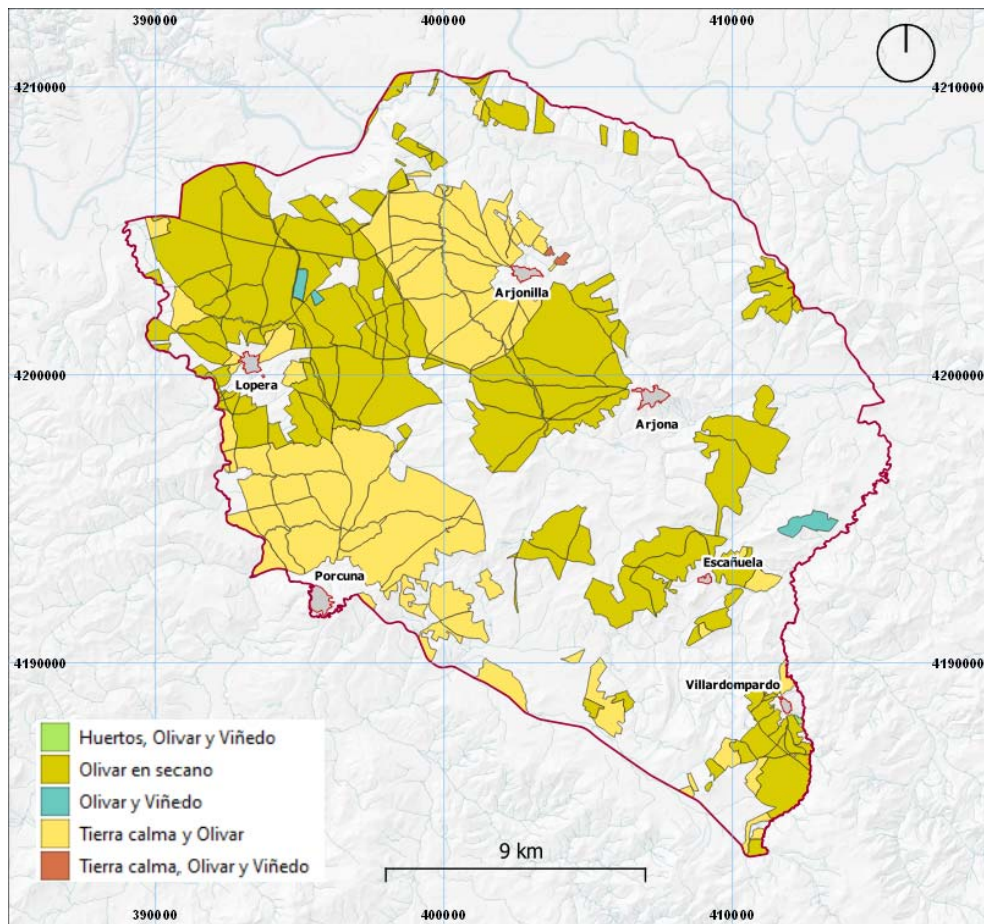 390000 400000 410000
4210000 4210000
Arjonilla
4200000 4200000
Lopera
Arjona
Escañuela
Porcuna
4190000 4190000
Villardompardo
Huertos, Olivar y Viñedo
Olivar en secano
Olivar y Viñedo
Tierra calma y Olivar
Tierra calma, Olivar y Viñedo
9 km
390000 400000 410000